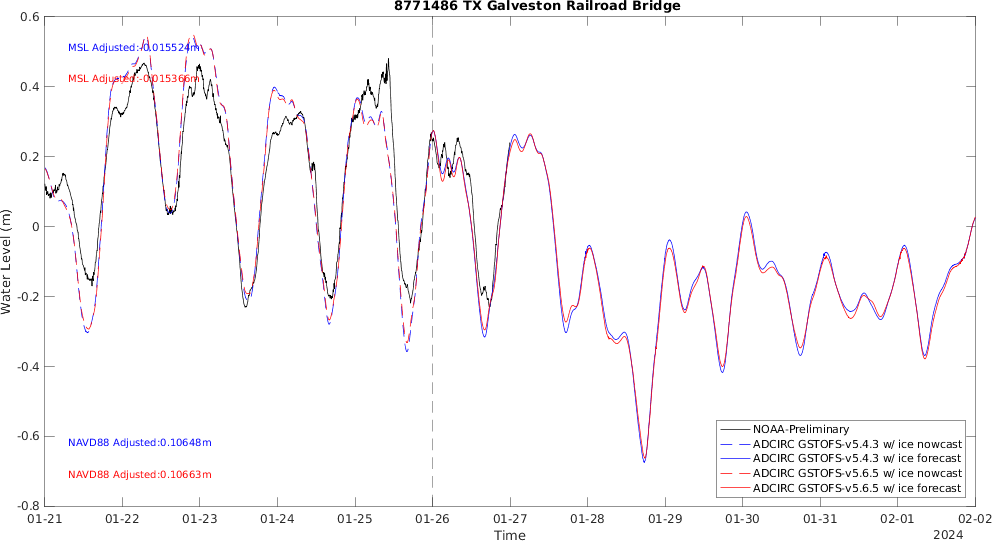 8771486 TX Galveston Railroad Bridge
0.6
0.4
0.2
0
-0.2
-0.4
-0.6
-0.8
Water Level (m)
MSL Adjusted:-0.015524m
MSL Adjusted:-0.015366m
NAVD88 Adjusted:0.10648m
NAVD88 Adjusted:0.10663m
NOAA-Preliminary
ADCIRC GSTOFS-v5.4.3 w/ ice nowcast
ADCIRC GSTOFS-v5.4.3 w/ ice forecast
ADCIRC GSTOFS-v5.6.5 w/ ice nowcast
ADCIRC GSTOFS-v5.6.5 w/ ice forecast
01-21 01-22 01-23 01-24 01-25 01-26 01-27 01-28 01-29 01-30 01-31 02-01 02-02
Time
2024